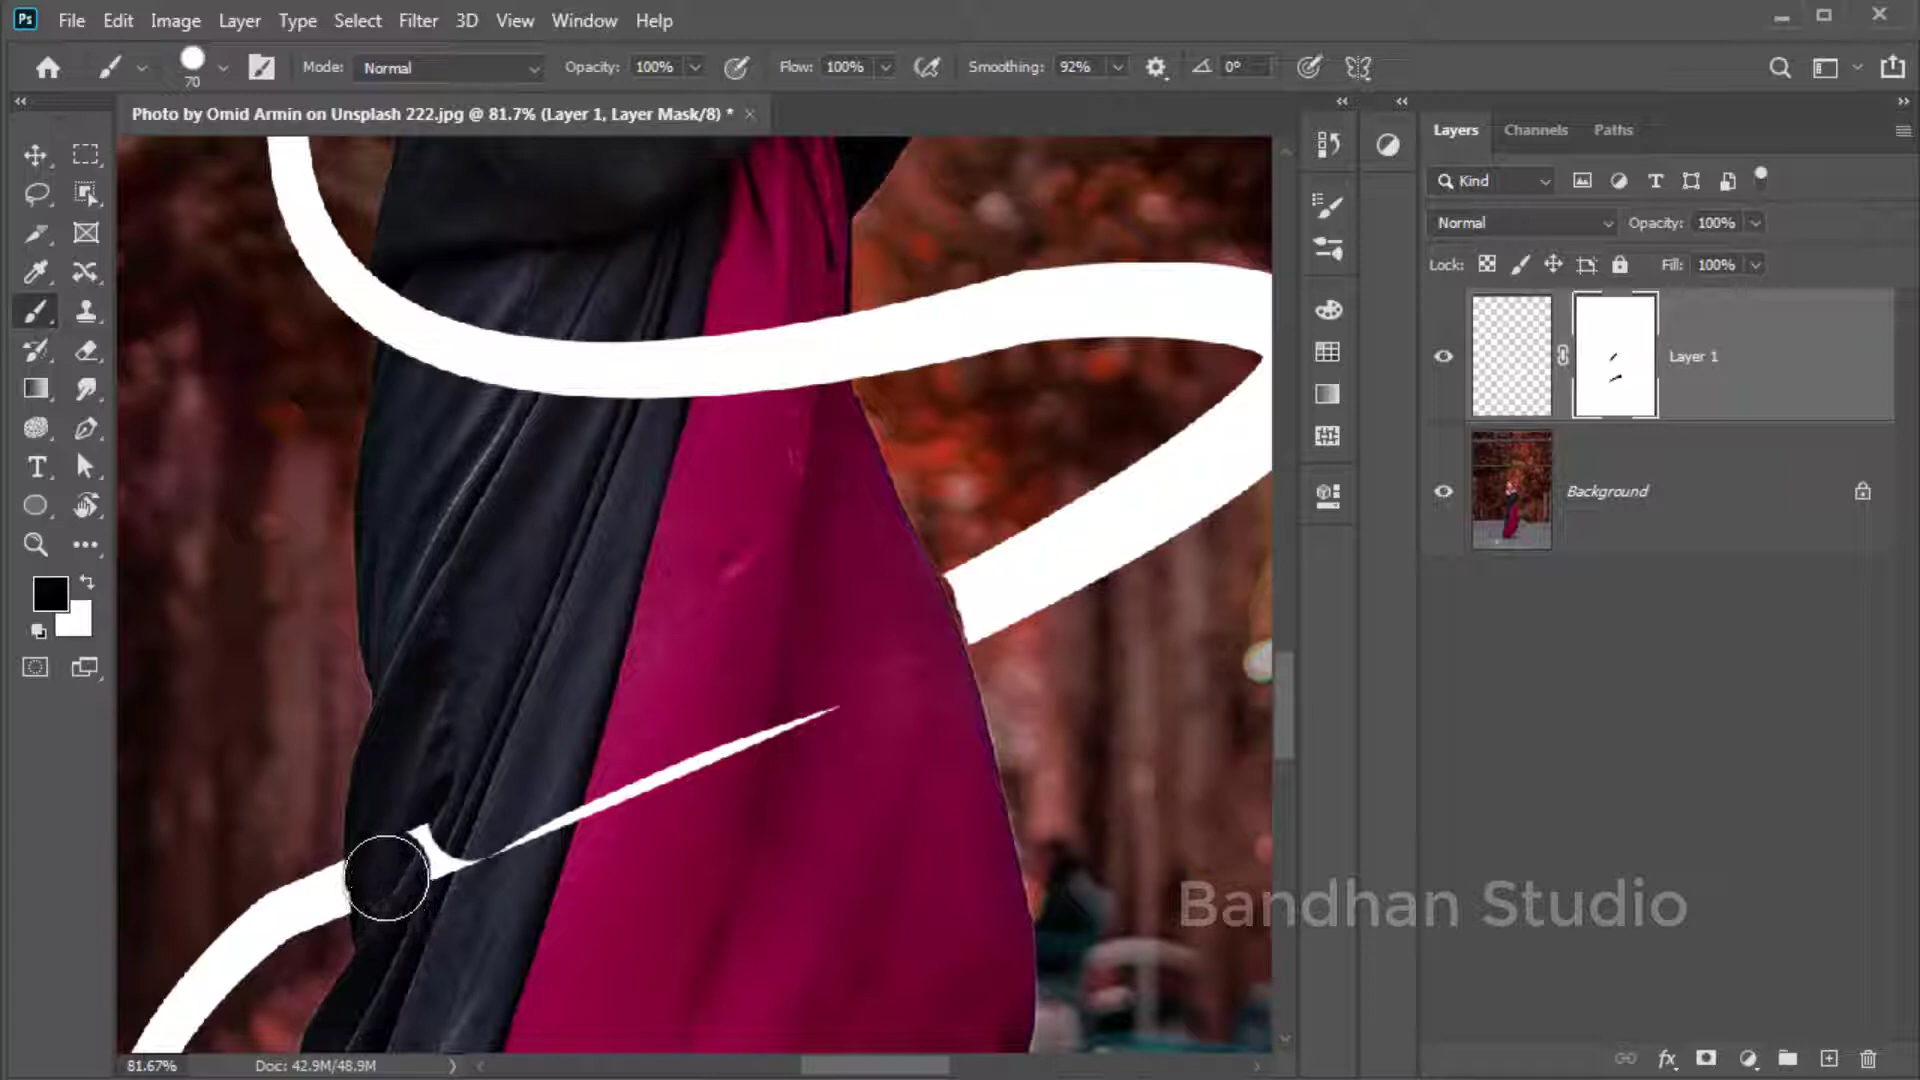 Ps File Edit Image Layer Type Select Filter 3D View Window Help
70 Mode: Normal Opacity: 100% Flow: 100% Smoothing: 92% 0°
Photo by Omid Armin on Unsplash 222.jpg @ 81.7% (Layer 1, Layer Mask/8) * ×
Layers Channels Paths
Kind
Normal Opacity: 100%
Lock: Fill: 100%
Layer 1
Background
Bandhan Studio
81.67% Doc: 42.9M/48.9M
fx